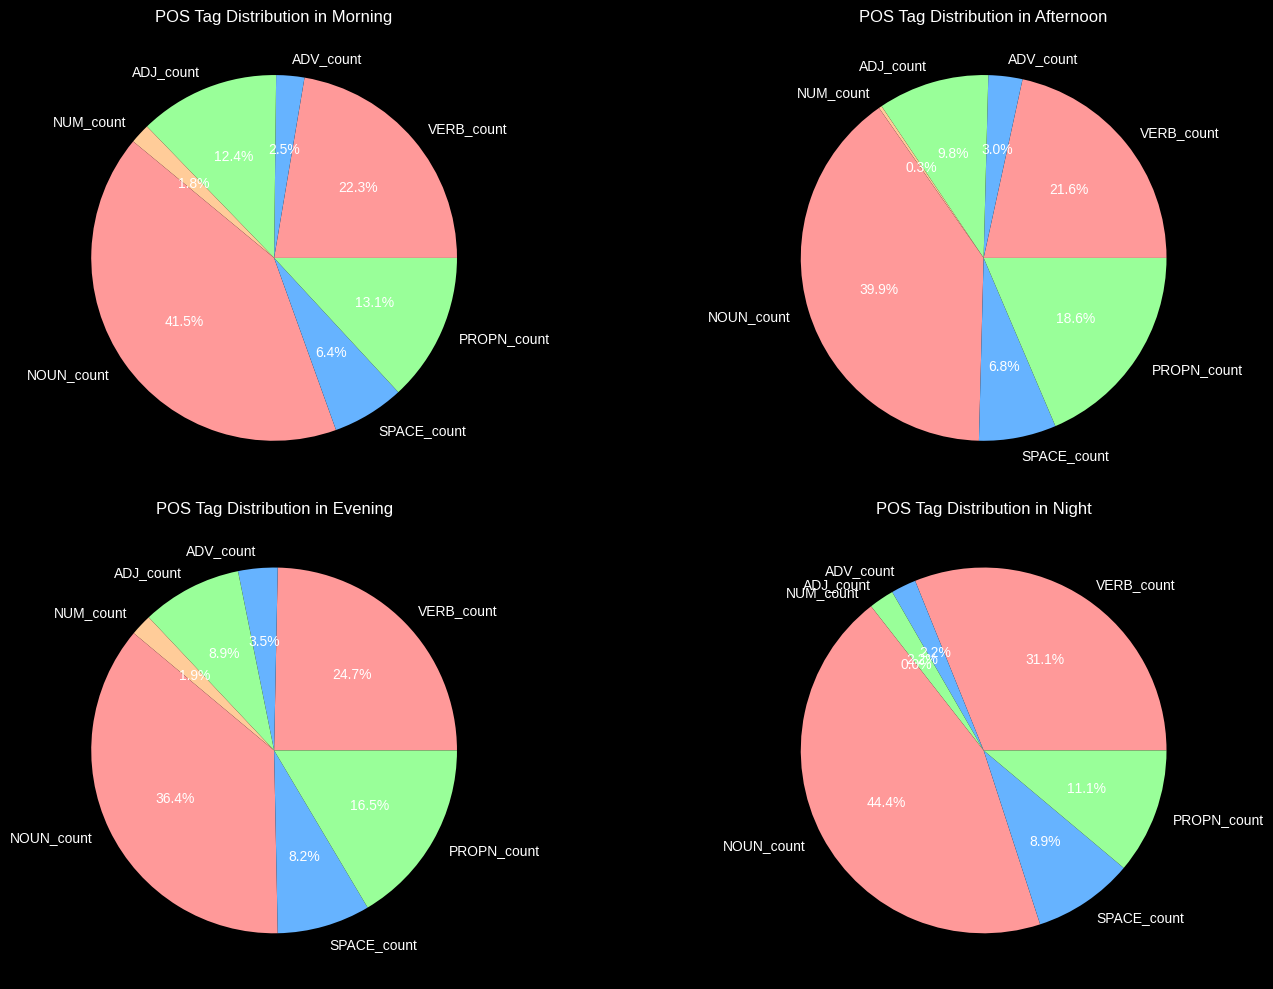 POS Tag Distribution in Morning
ADV_count
ADJ_count
NUM_count
VERB_count
2.5%
12.4%
1.8%
22.3%
13.1%
41.5%
6.4%
PROPN_count
NOUN_count
SPACE_count
POS Tag Distribution in Afternoon
ADV_count
ADJ_count
NUM_count
VERB_count
3.0%
9.8%
0.3%
21.6%
39.9%
18.6%
NOUN_count
6.8%
PROPN_count
SPACE_count
POS Tag Distribution in Evening
ADV_count
ADJ_count
NUM_count
VERB_count
3.5%
8.9%
1.9%
24.7%
36.4%
16.5%
NOUN_count
8.2%
PROPN_count
SPACE_count
POS Tag Distribution in Night
ADV_count
ADJ_count
NUM_count
VERB_count
2.2%
2.2%
0.0%
31.1%
11.1%
44.4%
PROPN_count
8.9%
NOUN_count
SPACE_count